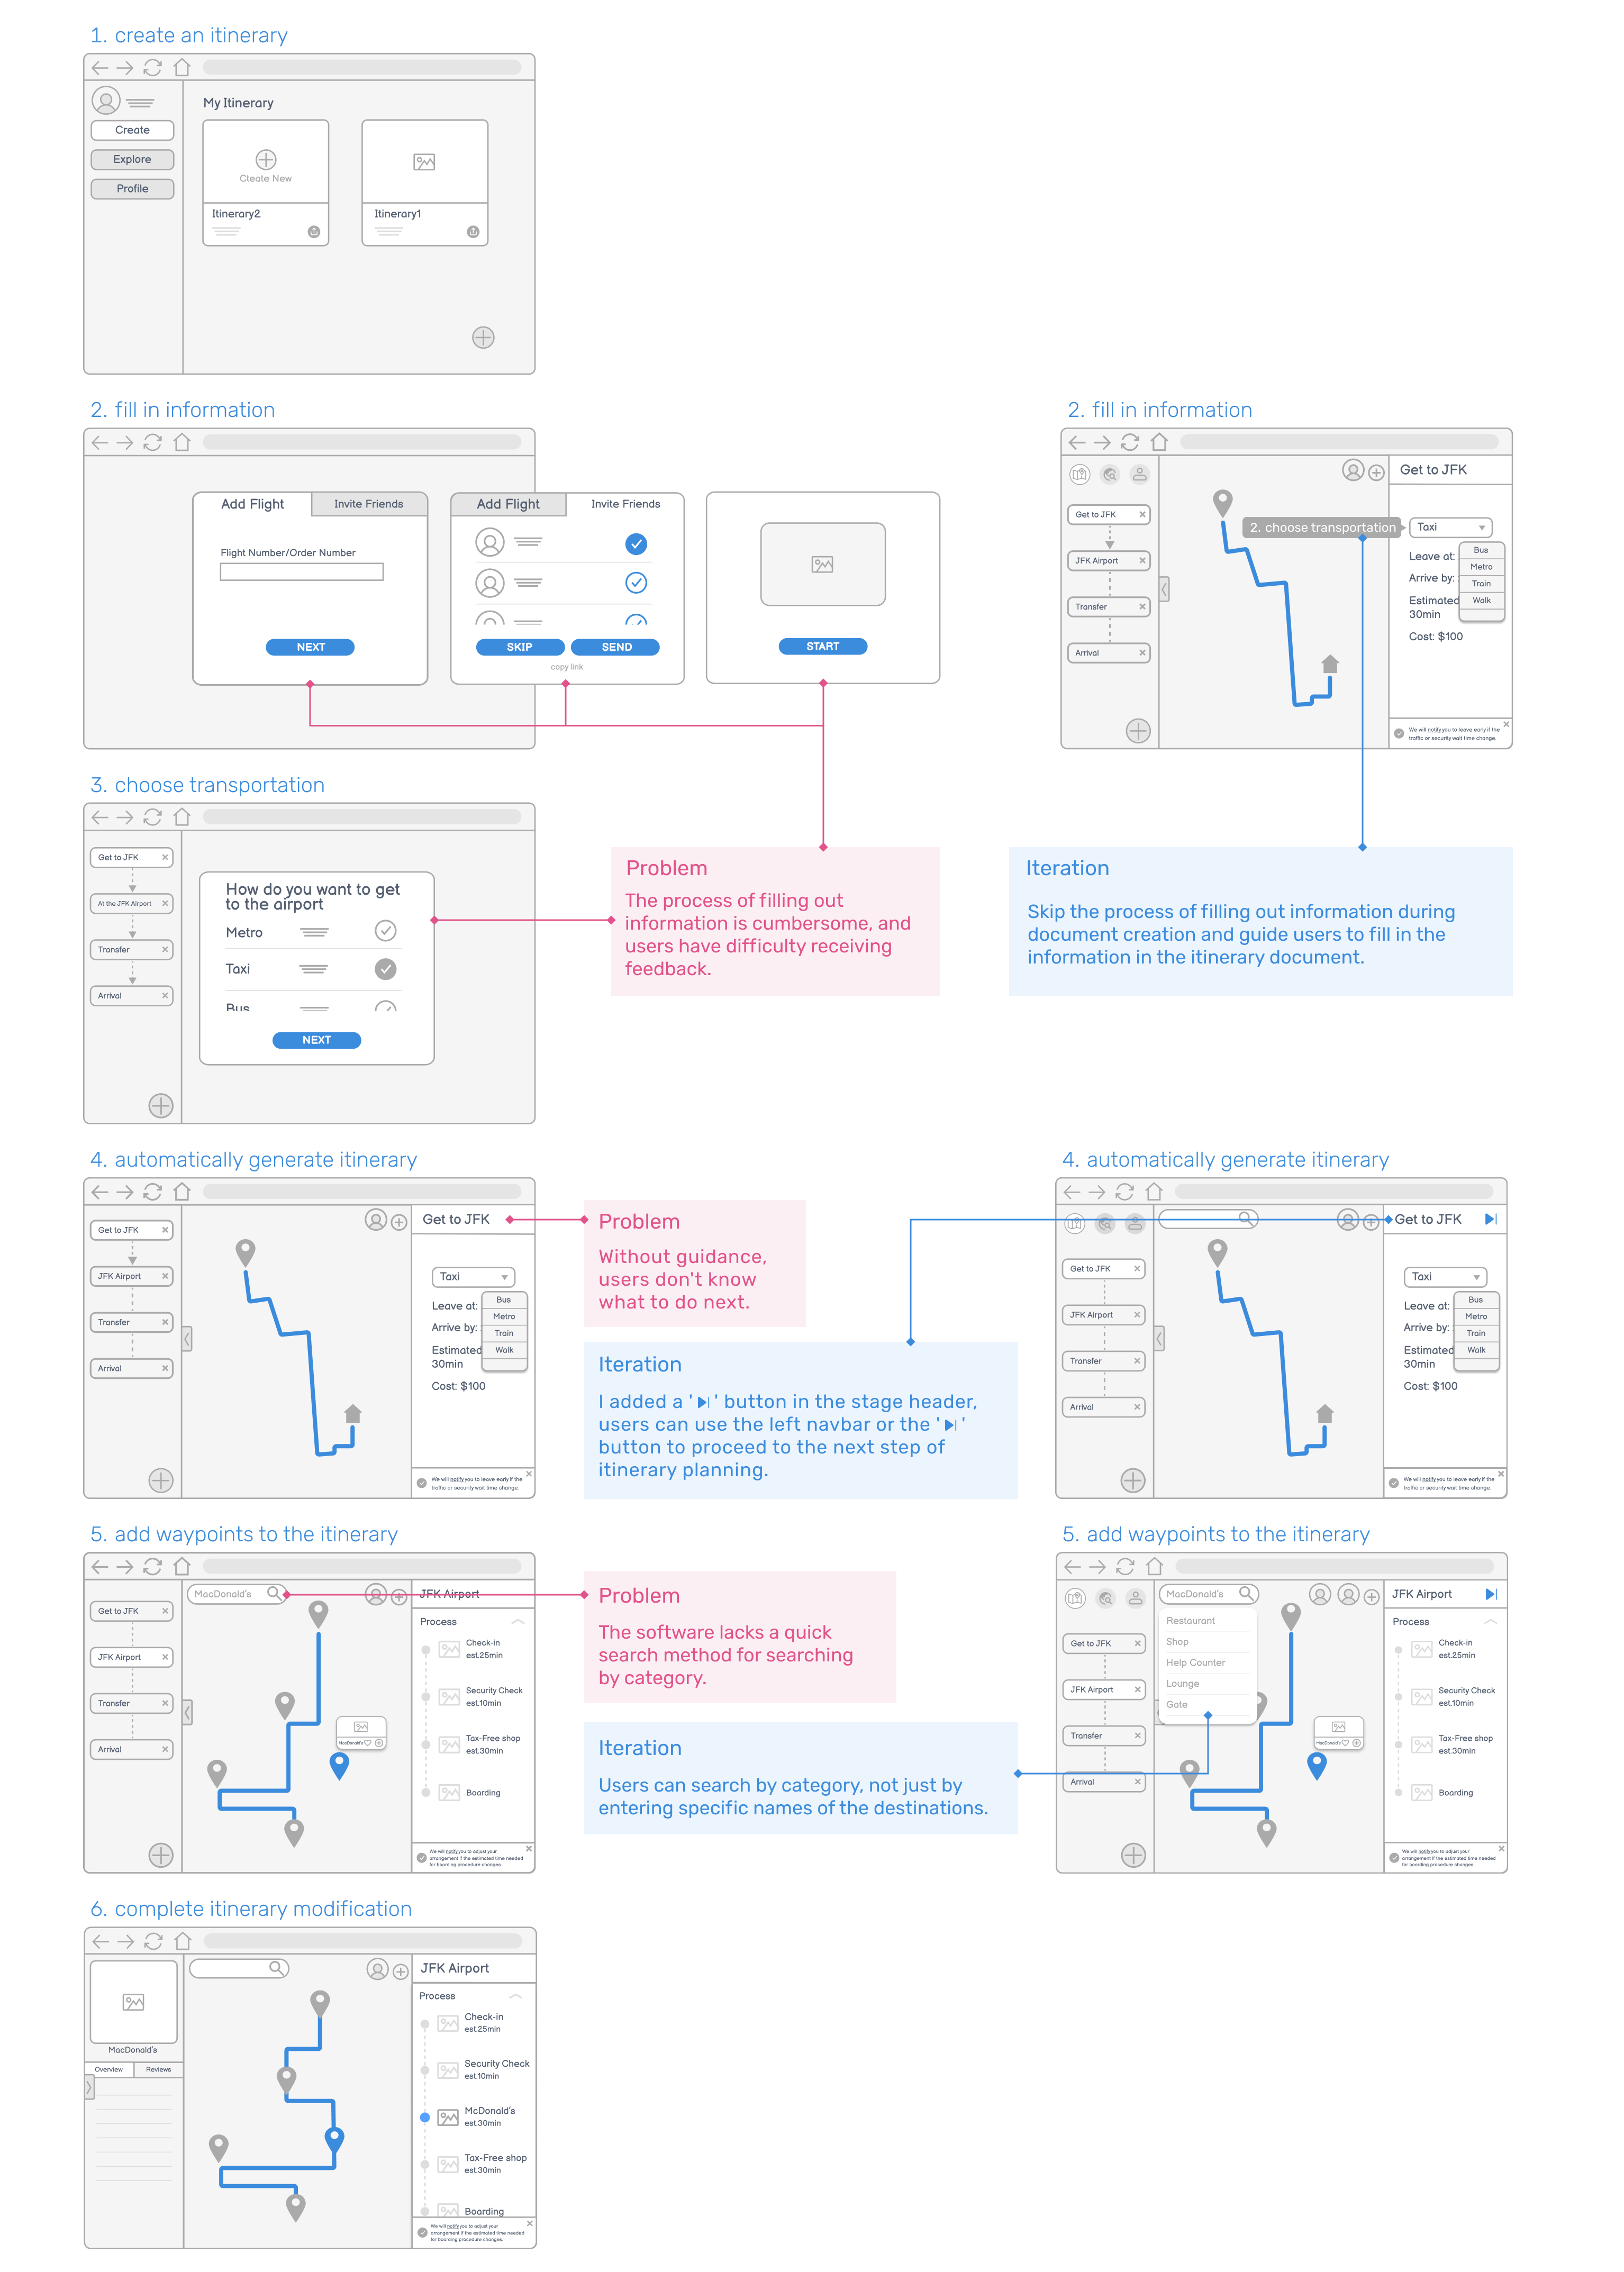 1. create an itinerary
Create
Explore
Profile
My Itinerary
Cteate New
Itinerary2
Itinerary1
2. fill in information
Add Flight
Invite Friends
Flight Number/Order Number
NEXT
Add Flight
Invite Friends
SKIP
SEND
copy link
START
2. fill in information
Get to JFK
JFK Airport
Transfer
Arrival
2. choose transportation
Get to JFK
Taxi
Bus
Metro
Train
Walk
Leave at:
Arrive by:
Estimated
30min
Cost: $100
We will notify you to leave early if the
traffic or security wait time change.
3. choose transportation
Get to JFK
At the JFK Airport
Transfer
Arrival
How do you want to get
to the airport
Metro
Taxi
Bus
NEXT
Problem
The process of filling out
information is cumbersome, and
users have difficulty receiving
feedback.
Iteration
Skip the process of filling out information during
document creation and guide users to fill in the
information in the itinerary document.
4. automatically generate itinerary
Get to JFK
JFK Airport
Transfer
Arrival
Get to JFK
Taxi
Bus
Metro
Train
Walk
Leave at:
Arrive by:
Estimated
30min
Cost: $100
We will notify you to leave early if the
traffic or security wait time change.
Problem
Without guidance,
users don't know
what to do next.
Iteration
I added a ' ' button in the stage header,
users can use the left navbar or the ' '
button to proceed to the next step of
itinerary planning.
4. automatically generate itinerary
Get to JFK
JFK Airport
Transfer
Arrival
Get to JFK
Taxi
Bus
Metro
Train
Walk
Leave at:
Arrive by:
Estimated
30min
Cost: $100
We will notify you to leave early if the
traffic or security wait time change.
5. add waypoints to the itinerary
Get to JFK
JFK Airport
Transfer
Arrival
MacDonald's
MacDonald's
JFK Airport
Process
Check-in
est.25min
Security Check
est.10min
Tax-Free shop
est.30min
Boarding
We will notify you to adjust your
arrangement if the estimated time needed
for boarding procedure changes.
Problem
The software lacks a quick
search method for searching
by category.
Iteration
Users can search by category, not just by
entering specific names of the destinations.
5. add waypoints to the itinerary
Get to JFK
JFK Airport
Transfer
Arrival
MacDonald's
Restaurant
Shop
Help Counter
Lounge
Gate
MacDonald's
JFK Airport
Process
Check-in
est.25min
Security Check
est.10min
Tax-Free shop
est.30min
Boarding
We will notify you to adjust your
arrangement if the estimated time needed
for boarding procedure changes.
6. complete itinerary modification
MacDonald's
Overview
Reviews
JFK Airport
Process
Check-in
est.25min
Security Check
est.10min
McDonald's
est.30min
Tax-Free shop
est.30min
Boarding
We will notify you to adjust your
arrangement if the estimated time needed
for boarding procedure changes.